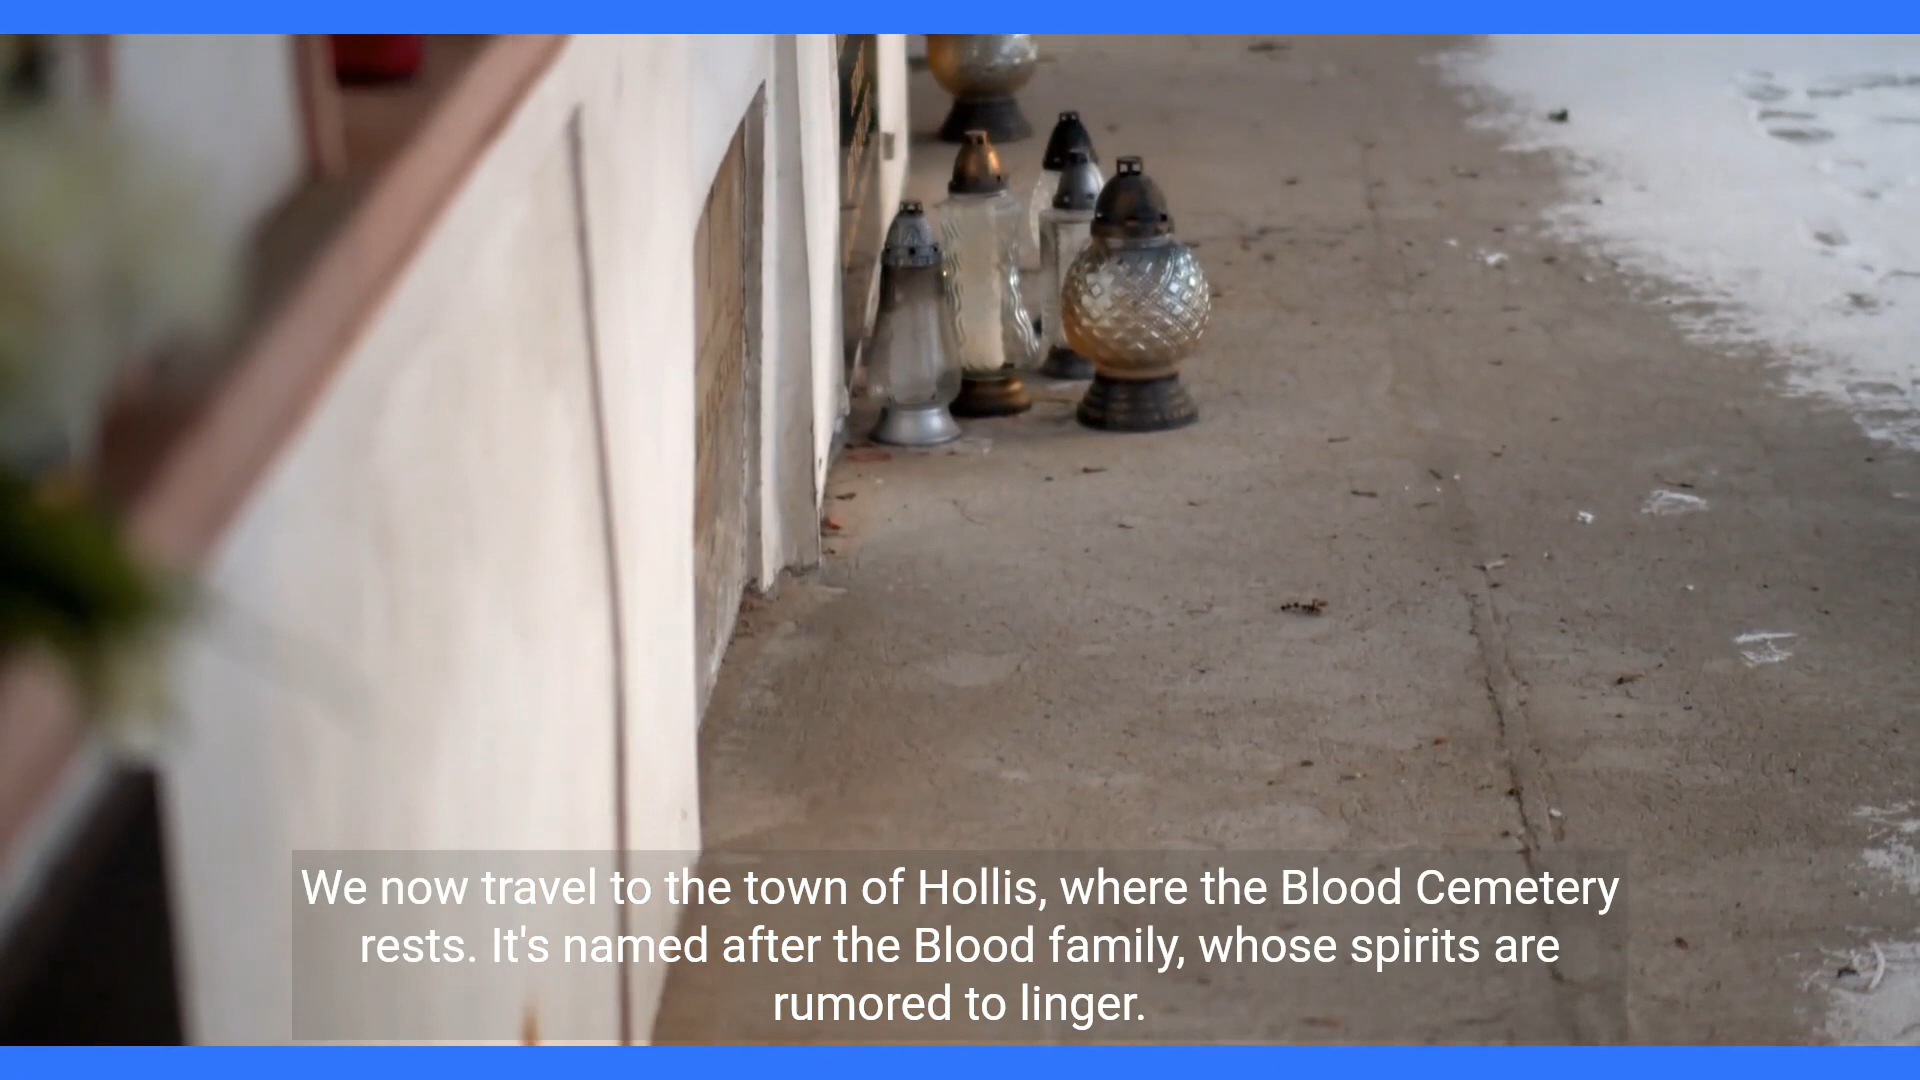 We now travel to the town of Hollis, where the Blood Cemetery
rests. It's named after the Blood family, whose spirits are
rumored to linger.